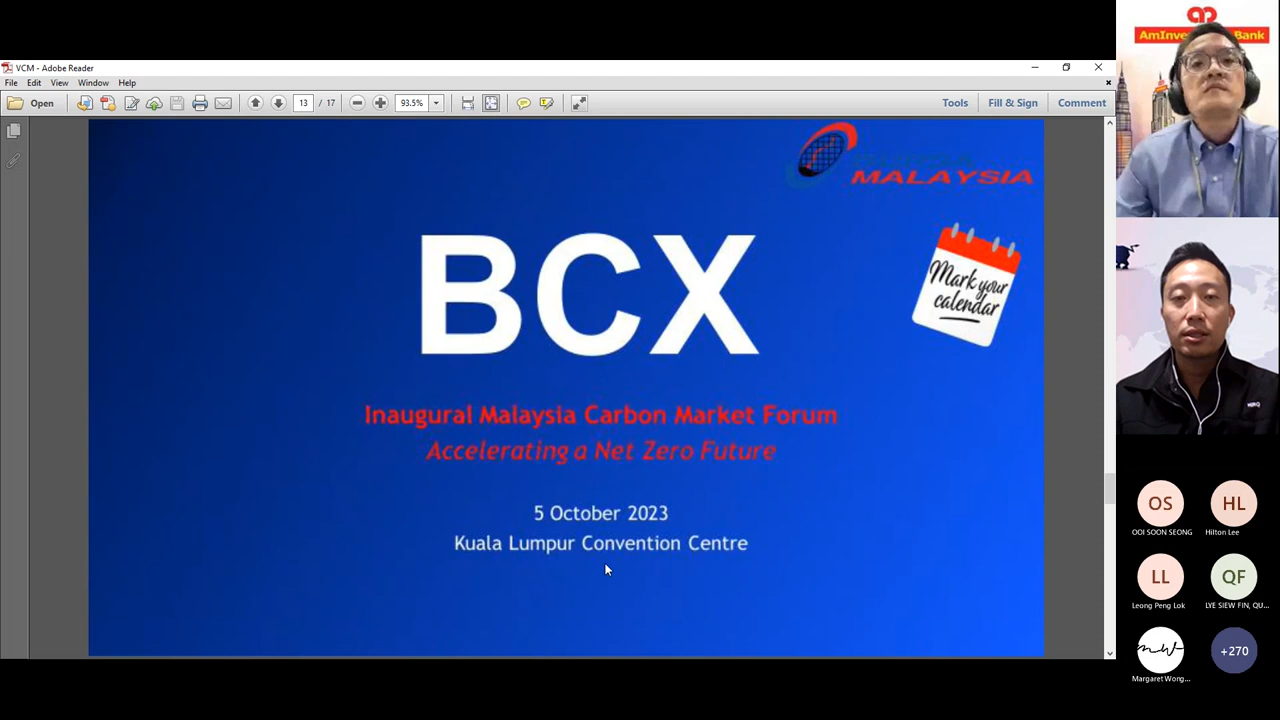 VCM - Adobe Reader
File Edit View Window Help
Open
13 / 17
93.5%
Tools
Fill & Sign
Comment
MALAYSIA
BCX
Mark your
calendar
Inaugural Malaysia Carbon Market Forum
Accelerating a Net Zero Future
5 October 2023
Kuala Lumpur Convention Centre
Bank
OS
OOI SOON SEONG
HL
Hilton Lee
LL
Leong Peng Lok
QF
LYE SIEW FIN, QU...
Margaret Wong...
+270